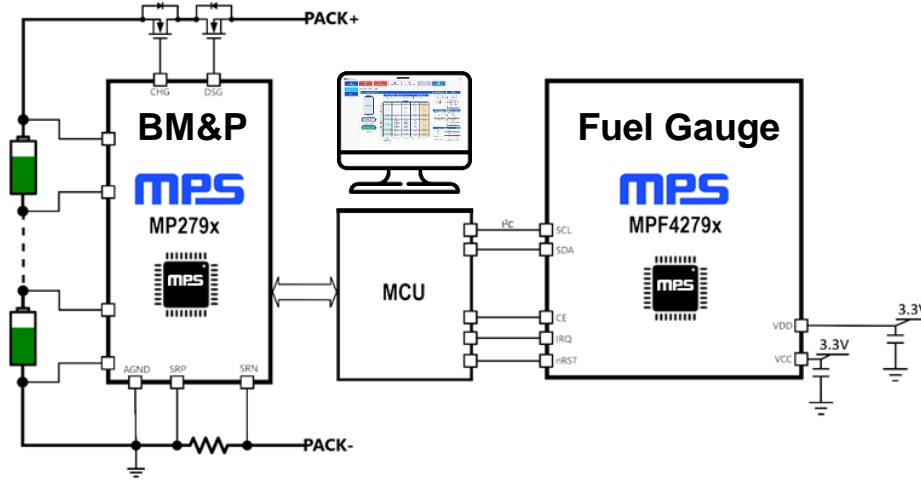 PACK+
CHG
DSG
BM&P
mps
MP279x
mps
AGND
SRP
SRN
PACK-
MCU
I²C
Fuel Gauge
mps
MPF4279x
mps
SCL
SDA
CE
IRQ
nRST
VDD
VCC
3.3V
3.3V